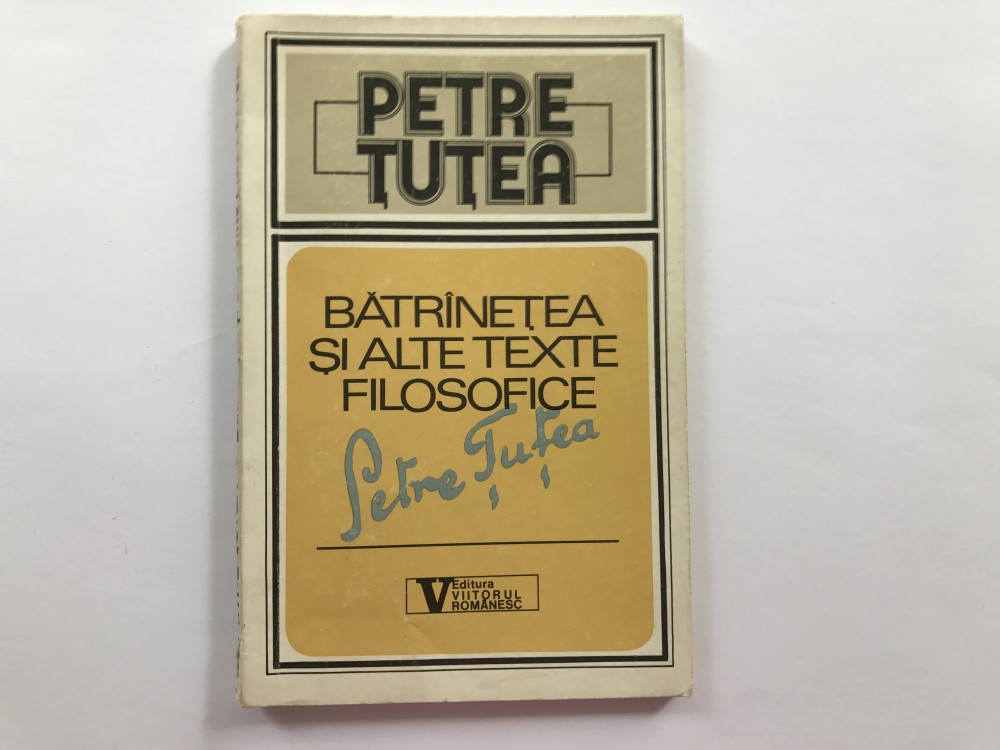 PETRE
ȚUȚEA
BĂTRÎNEȚEA
ȘI ALTE TEXTE
FILOSOFICE
Petre Țuțea
V Editura
VIITORUL
ROMÂNESC